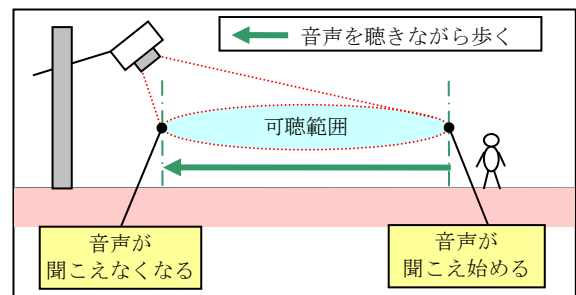 音声を聴きながら歩く
可聴範囲
音声が
聞こえなくなる
音声が
聞こえ始める